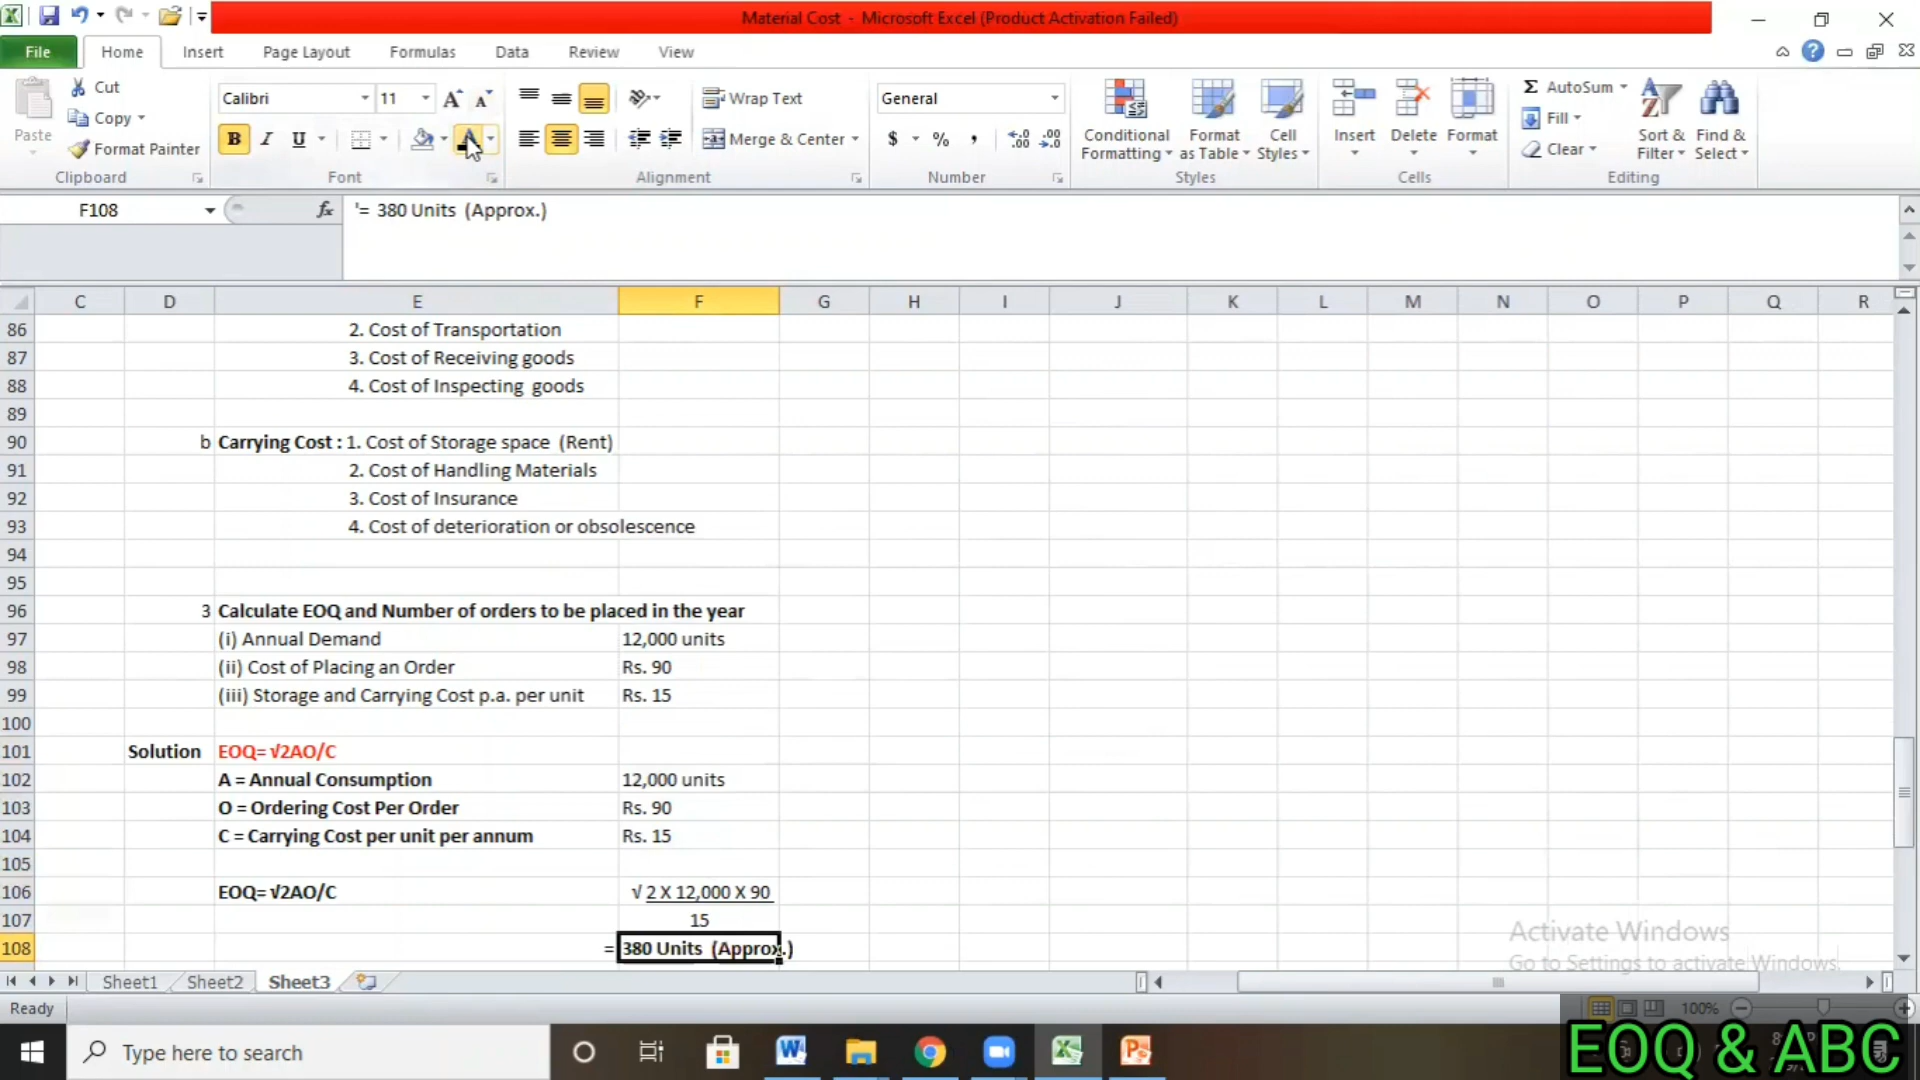 Material Cost - Microsoft Excel (Product Activation Failed)
File Home Insert Page Layout Formulas Data Review View
Paste
Cut
Copy
Format Painter
Clipboard
Calibri 11
B I U
Font
Wrap Text
Merge & Center
Alignment
General
$ % ,
Number
Conditional Formatting
Format as Table
Cell Styles
Styles
Insert Delete Format
Cells
AutoSum
Fill
Clear
Sort & Filter
Find & Select
Editing
F108 fx '= 380 Units (Approx.)
C D E F G H I J K L M N O P Q R
86 2. Cost of Transportation
87 3. Cost of Receiving goods
88 4. Cost of Inspecting goods
89
90 b Carrying Cost : 1. Cost of Storage space (Rent)
91 2. Cost of Handling Materials
92 3. Cost of Insurance
93 4. Cost of deterioration or obsolescence
94
95
96 3 Calculate EOQ and Number of orders to be placed in the year
97 (i) Annual Demand 12,000 units
98 (ii) Cost of Placing an Order Rs. 90
99 (iii) Storage and Carrying Cost p.a. per unit Rs. 15
100
101 Solution EOQ= √2AO/C
102 A = Annual Consumption 12,000 units
103 O = Ordering Cost Per Order Rs. 90
104 C = Carrying Cost per unit per annum Rs. 15
105
106 EOQ= √2AO/C √ 2 X 12,000 X 90
107 15
108 = 380 Units (Approx.)
Activate Windows
Go to Settings to activate Windows.
Sheet1 Sheet2 Sheet3
Ready 100%
Type here to search
EOQ & ABC